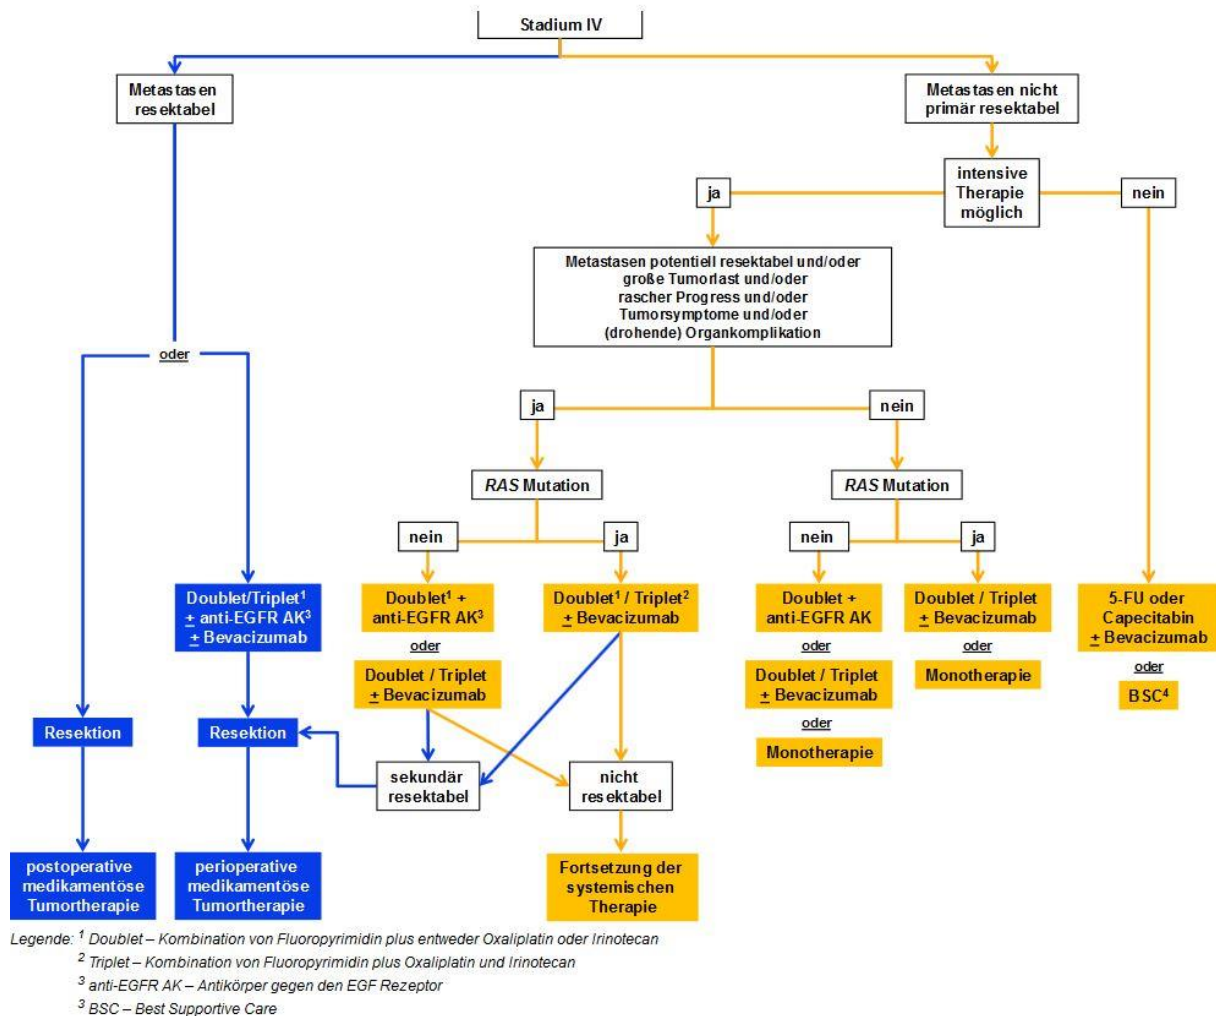 Stadium IV
Metastasen
resektabel
Metastasen nicht
primär resektabel
intensive
Therapie
möglich
ja
nein
Metastasen potentiell resektabel und/oder
große Tumorlast und/oder
rascher Progress und/oder
Tumorsymptome und/oder
(drohende) Organkomplikation
oder
ja
nein
RAS Mutation
RAS Mutation
nein
ja
nein
ja
Doublet/Triplet¹
± anti-EGFR AK³
± Bevacizumab
Doublet¹ +
anti-EGFR AK³
oder
Doublet / Triplet
± Bevacizumab
Doublet¹ / Triplet²
± Bevacizumab
Doublet +
anti-EGFR AK
oder
Doublet / Triplet
± Bevacizumab
oder
Monotherapie
Doublet / Triplet
± Bevacizumab
oder
Monotherapie
5-FU oder
Capecitabin
± Bevacizumab
oder
BSC⁴
Resektion
Resektion
sekundär
resektabel
nicht
resektabel
postoperative
medikamentöse
Tumortherapie
perioperative
medikamentöse
Tumortherapie
Fortsetzung der
systemischen
Therapie
Legende: ¹ Doublet – Kombination von Fluoropyrimidin plus entweder Oxaliplatin oder Irinotecan
² Triplet – Kombination von Fluoropyrimidin plus Oxaliplatin und Irinotecan
³ anti-EGFR AK – Antikörper gegen den EGF Rezeptor
³ BSC – Best Supportive Care